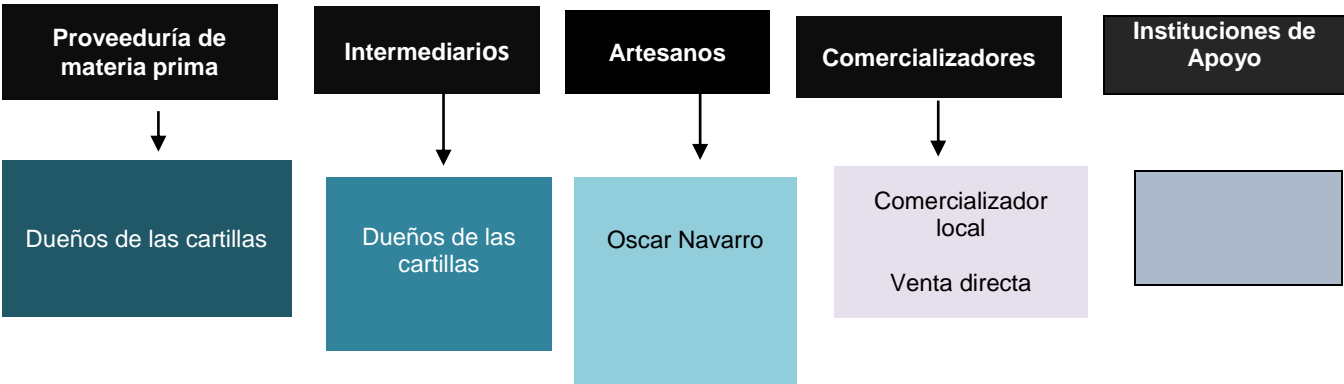 Proveeduría de
materia prima
Intermediarios
Artesanos
Comercializadores
Instituciones de
Apoyo
Dueños de las cartillas
Dueños de las
cartillas
Oscar Navarro
Comercializador
local
Venta directa